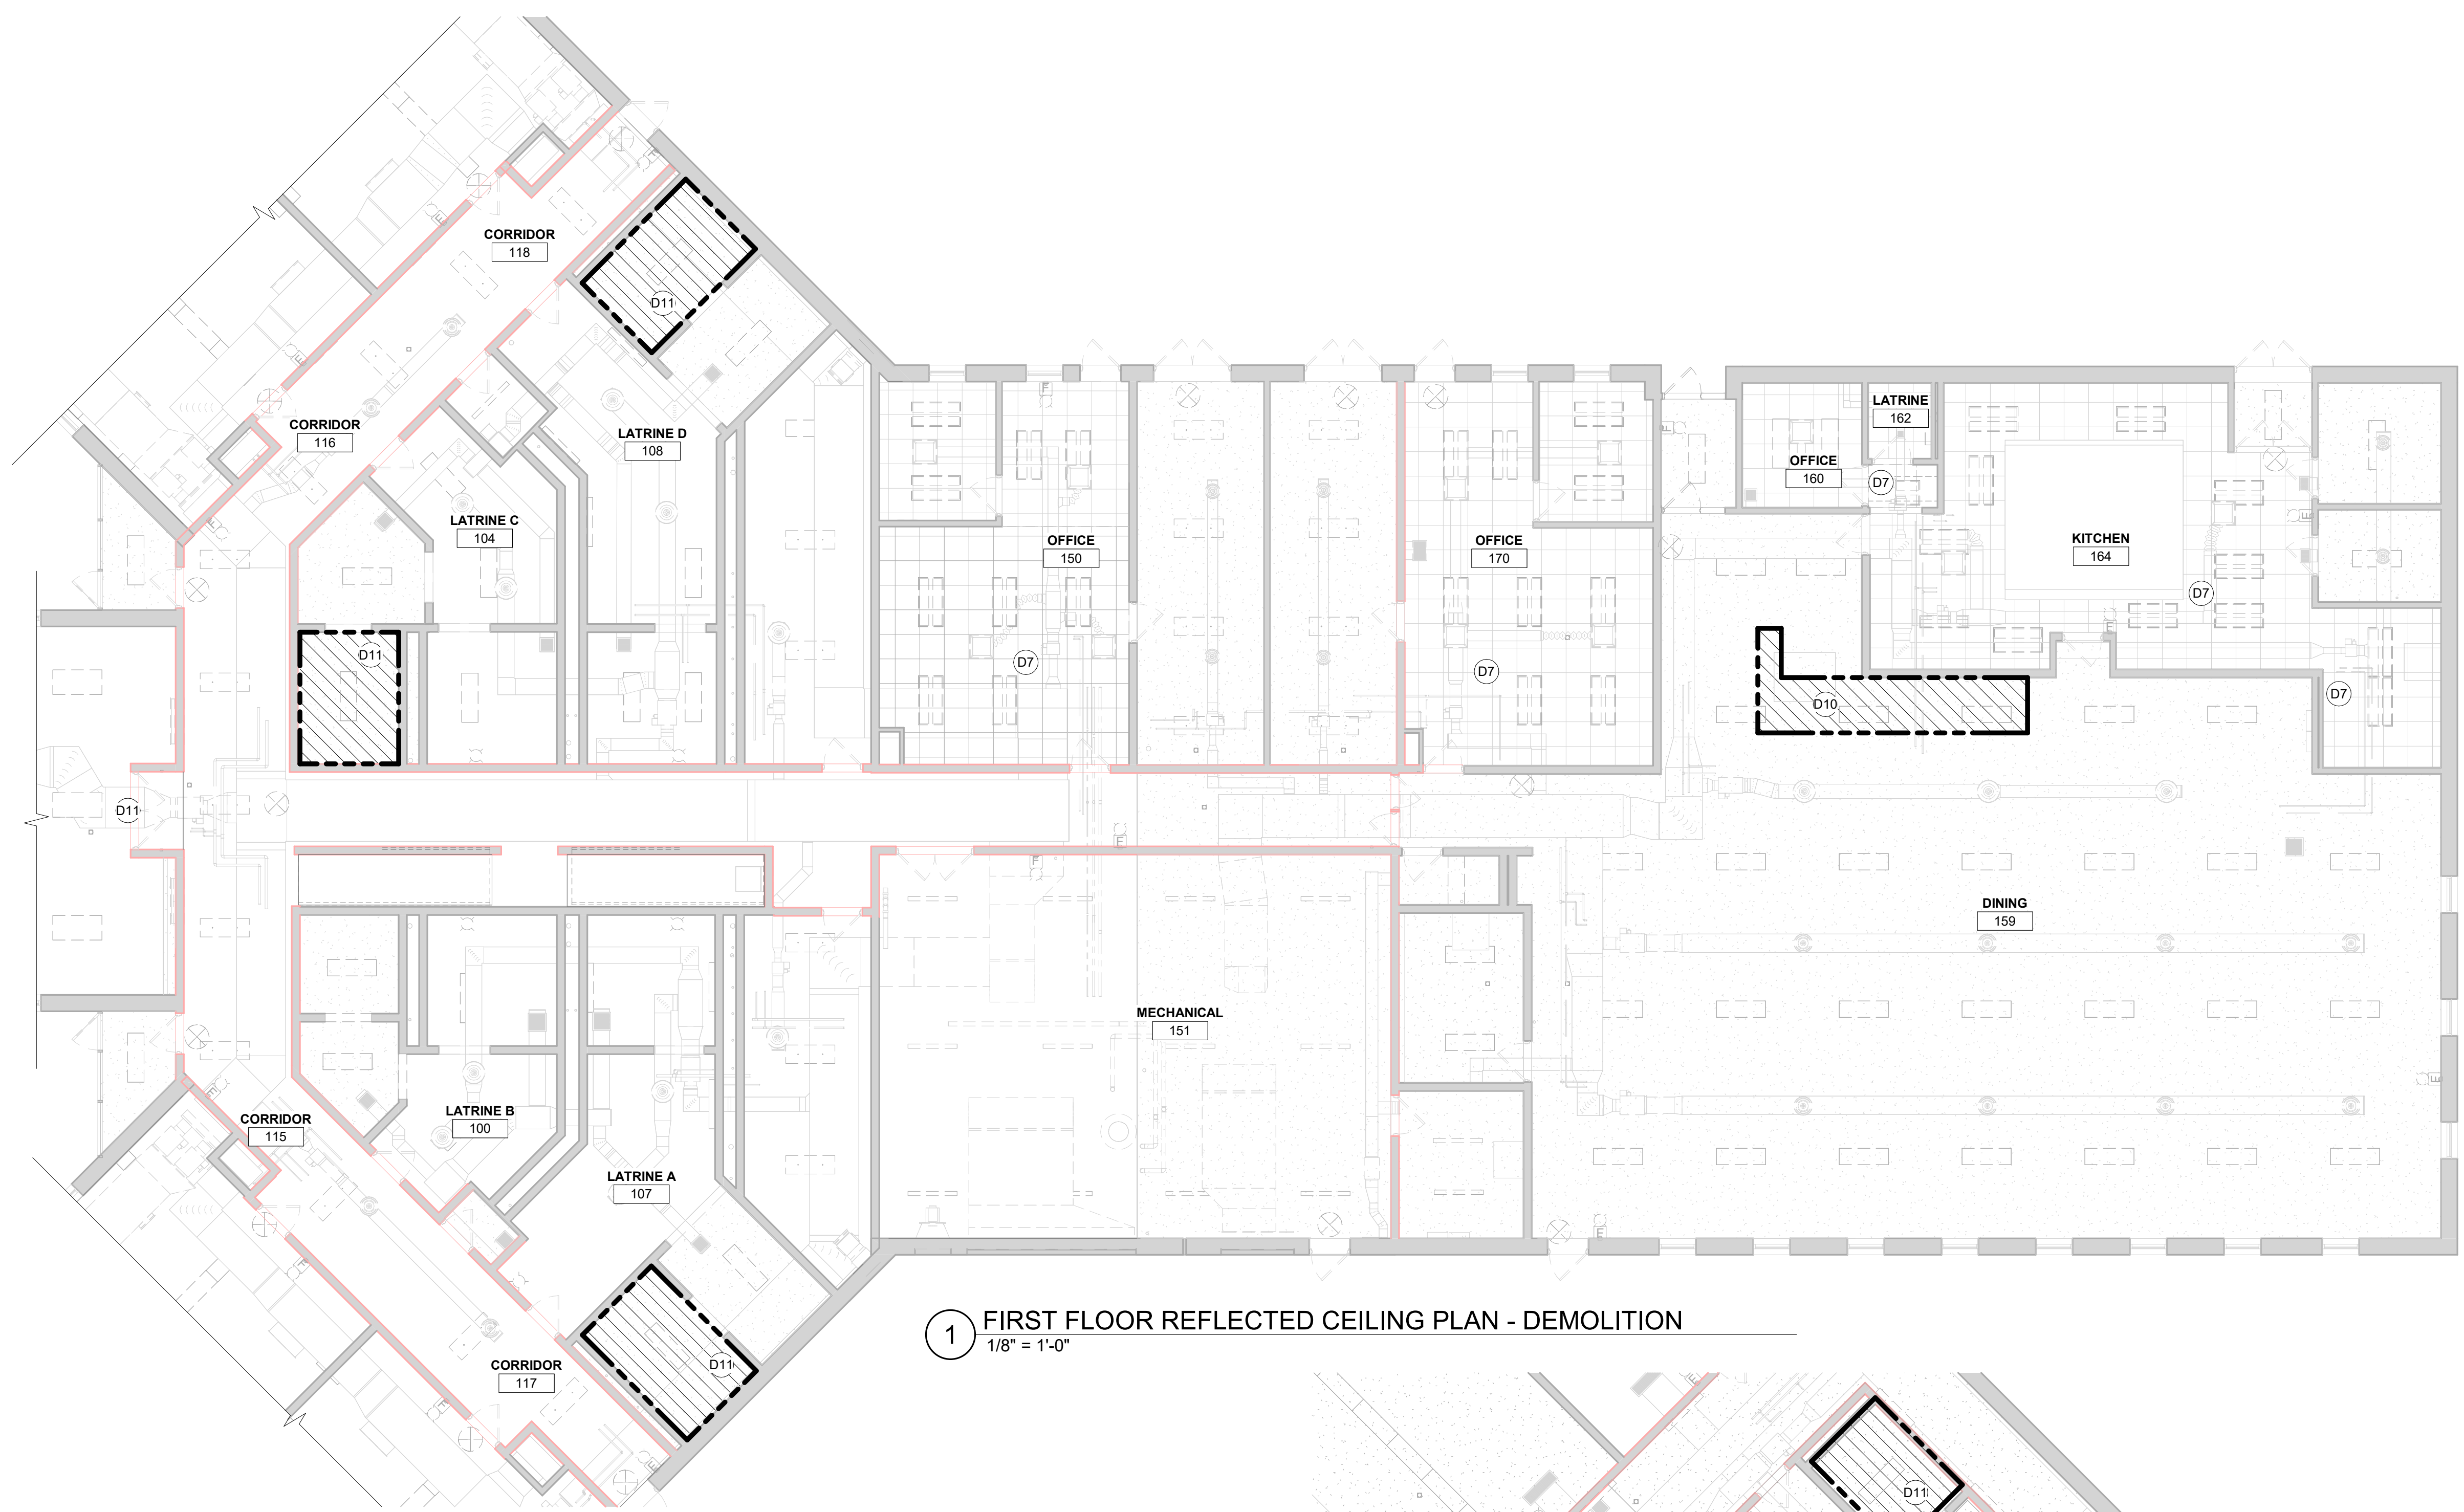 CORRIDOR
118
D11
CORRIDOR
116
LATRINE D
108
LATRINE
162
OFFICE
160
D7
LATRINE C
104
OFFICE
150
OFFICE
170
KITCHEN
164
D7
D11
D7
D7
D7
D10
D11
DINING
159
MECHANICAL
151
CORRIDOR
115
LATRINE B
100
LATRINE A
107
CORRIDOR
117
D11
1
FIRST FLOOR REFLECTED CEILING PLAN - DEMOLITION
1/8" = 1'-0"
D11